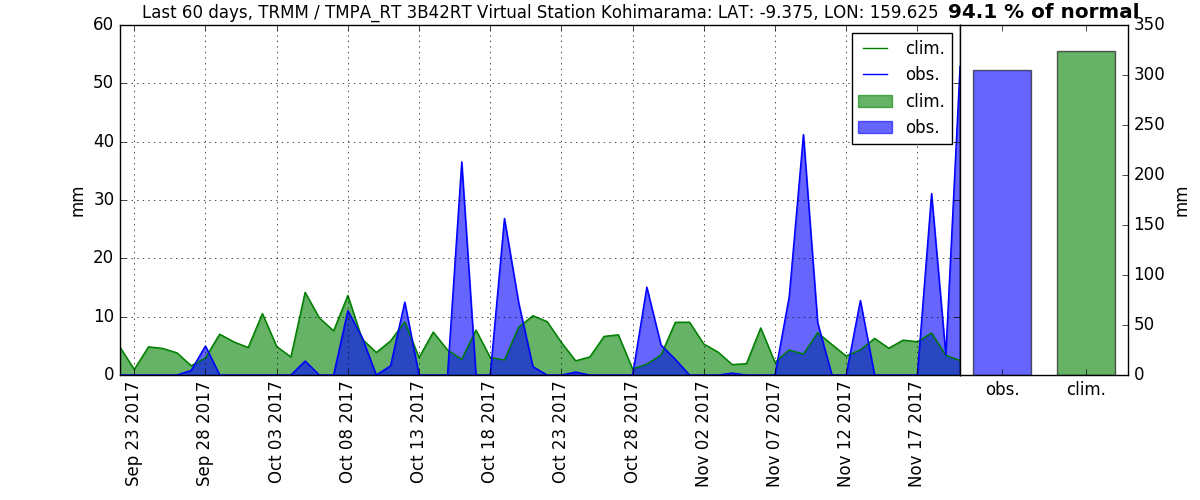 Last 60 days, TRMM / TMPA_RT 3B42RT Virtual Station Kohimarama: LAT: -9.375, LON: 159.625 94.1 % of normal
60
50
40
30
20
10
0
mm
clim.
obs.
clim.
obs.
350
300
250
200
150
100
50
0
mm
obs. clim.
Sep 23 2017
Sep 28 2017
Oct 03 2017
Oct 08 2017
Oct 13 2017
Oct 18 2017
Oct 23 2017
Oct 28 2017
Nov 02 2017
Nov 07 2017
Nov 12 2017
Nov 17 2017